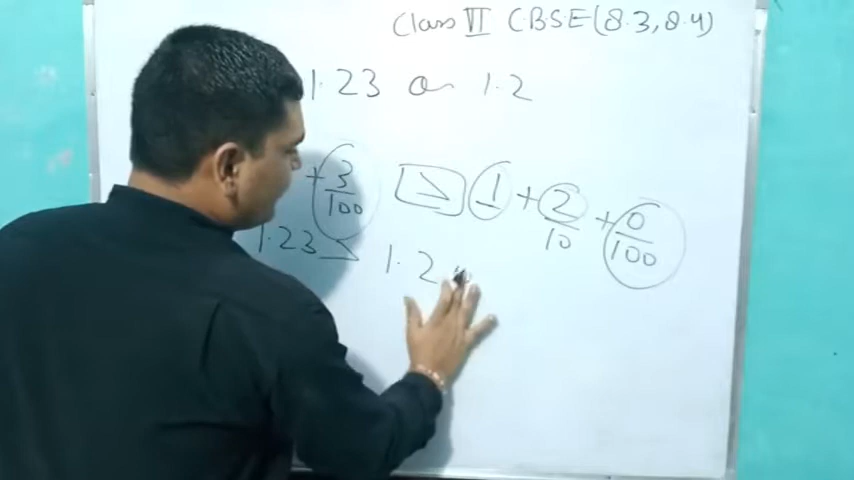 Class VI CBSE (8.3, 8.4)
1.23 or 1.2
+ 3/100 > 1 + 2/10 + 0/100
1.23 > 1.2